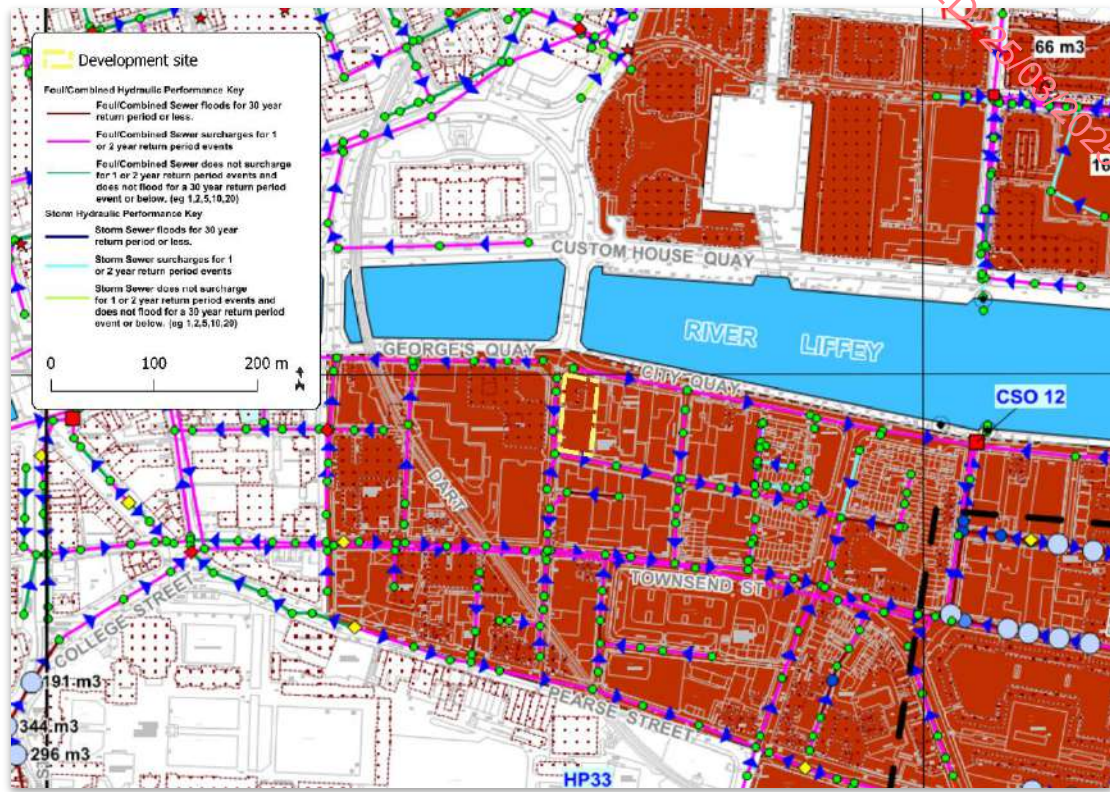 Development site
Foul/Combined Hydraulic Performance Key
Foul/Combined Sewer floods for 30 year
return period or less.
Foul/Combined Sewer surcharges for 1
or 2 year return period events
Foul/Combined Sewer does not surcharge
for 1 or 2 year return period events and
does not flood for a 30 year return period
event or below. (eg 1,2,5,10,20)
Storm Hydraulic Performance Key
Storm Sewer floods for 30 year
return period or less.
Storm Sewer surcharges for 1
or 2 year return period events
Storm Sewer does not surcharge
for 1 or 2 year return period events and
does not flood for a 30 year return period
event or below. (eg 1,2,5,10,20)
0 100 200 m
66 m3
CUSTOM HOUSE QUAY
RIVER LIFFEY
GEORGE'S QUAY
CITY QUAY
CSO 12
DART
TOWNSEND ST
COLLEGE STREET
PEARSE STREET
191 m3
344 m3
296 m3
HP33